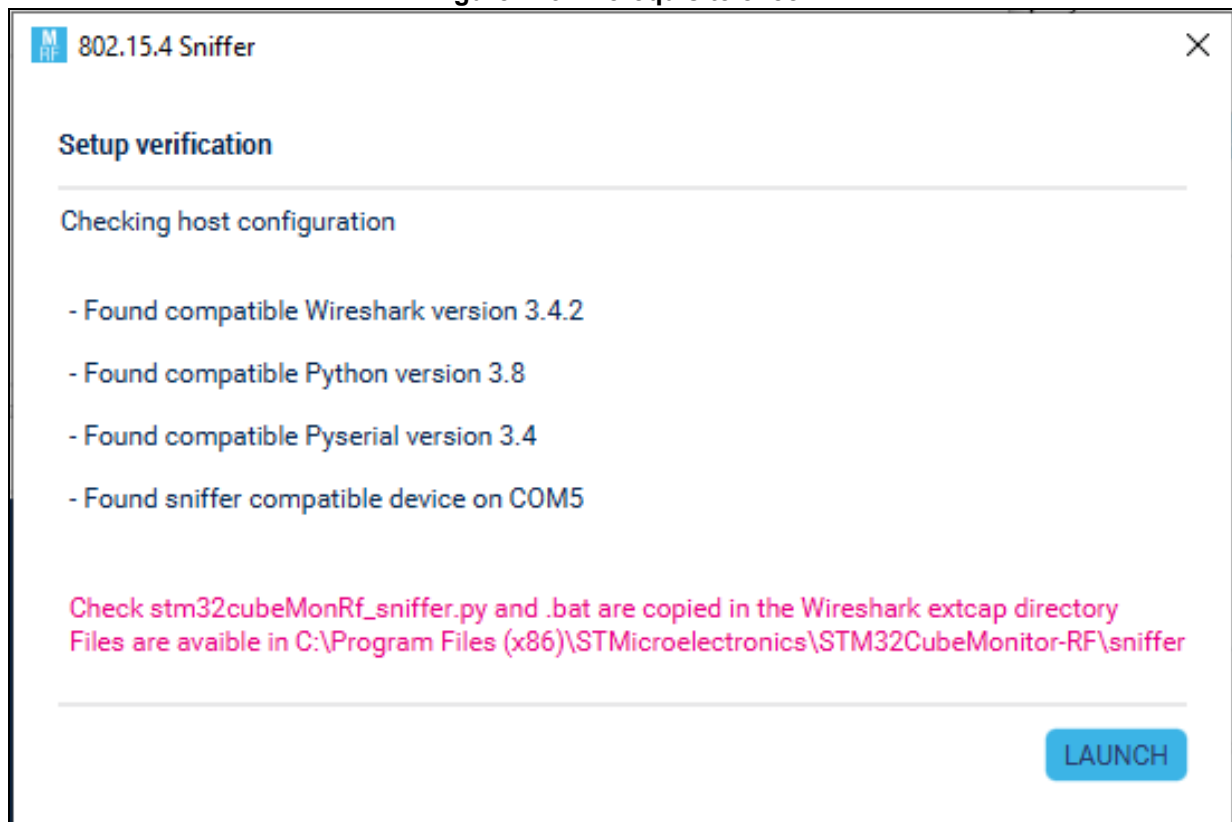 M
RF
802.15.4 Sniffer
Setup verification
Checking host configuration
- Found compatible Wireshark version 3.4.2
- Found compatible Python version 3.8
- Found compatible Pyserial version 3.4
- Found sniffer compatible device on COM5
Check stm32cubeMonRf_sniffer.py and .bat are copied in the Wireshark extcap directory
Files are avaible in C:\Program Files (x86)\STMicroelectronics\STM32CubeMonitor-RF\sniffer
LAUNCH